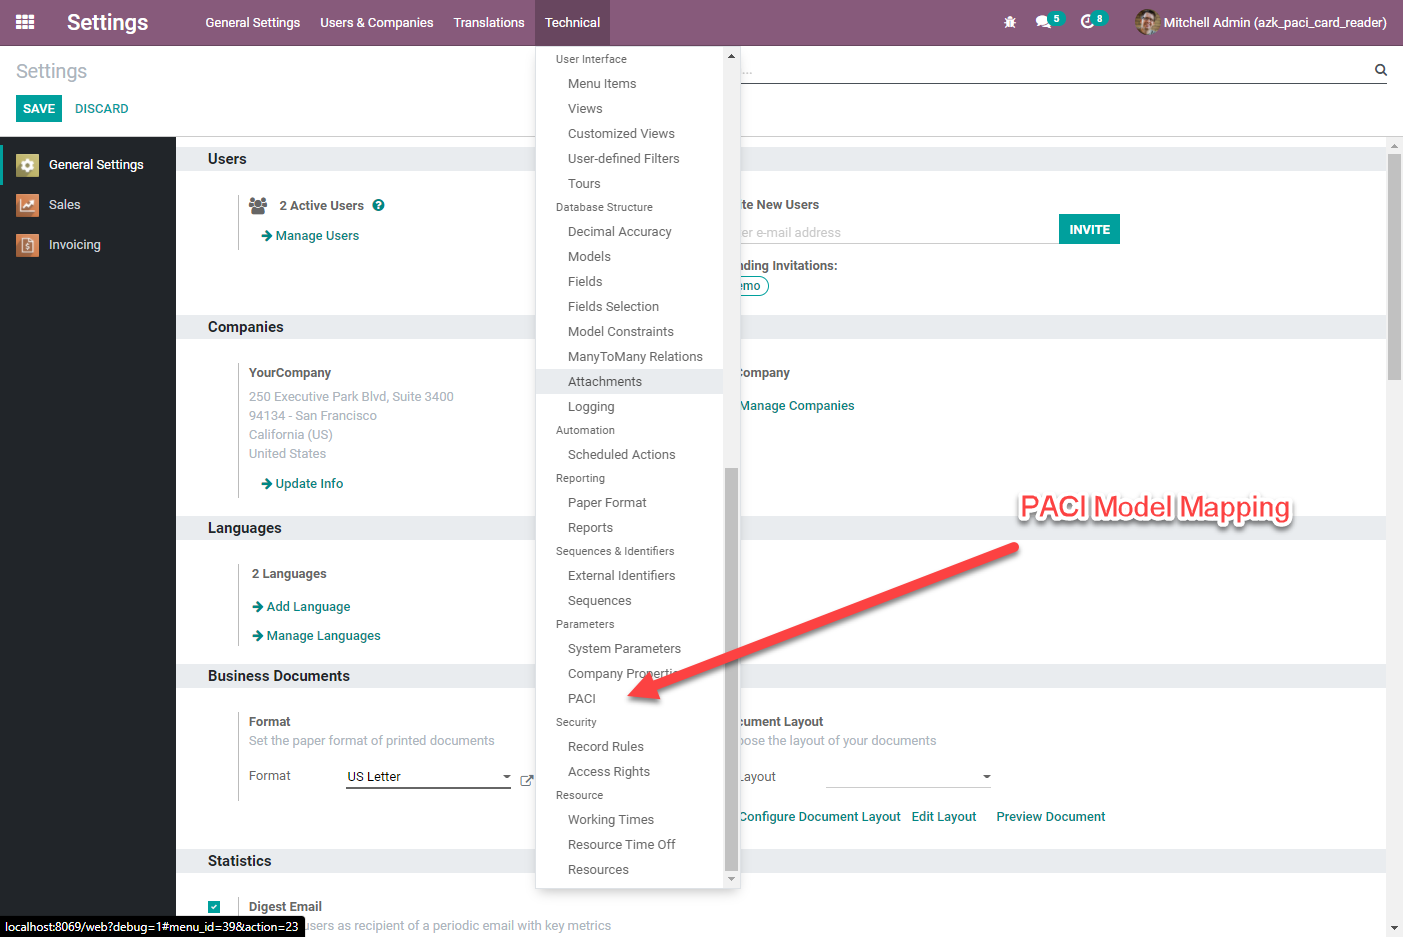 Settings
General Settings
Users & Companies
Translations
Technical
5
8
Mitchell Admin (azk_paci_card_reader)
Settings
...
SAVE
DISCARD
General Settings
Sales
Invoicing
User Interface
Menu Items
Views
Customized Views
User-defined Filters
Tours
Database Structure
Decimal Accuracy
Models
Fields
Fields Selection
Model Constraints
ManyToMany Relations
Attachments
Logging
Automation
Scheduled Actions
Reporting
Paper Format
Reports
Sequences & Identifiers
External Identifiers
Sequences
Parameters
System Parameters
Company Propertie
PACI
Security
Record Rules
Access Rights
Resource
Working Times
Resource Time Off
Resources
Users
2 Active Users
Manage Users
te New Users
er e-mail address
INVITE
nding Invitations:
emo
Companies
YourCompany
250 Executive Park Blvd, Suite 3400
94134 - San Francisco
California (US)
United States
Update Info
Company
Manage Companies
PACI Model Mapping
Languages
2 Languages
Add Language
Manage Languages
Business Documents
Format
Set the paper format of printed documents
Format
US Letter
cument Layout
ose the layout of your documents
Layout
Configure Document Layout
Edit Layout
Preview Document
Statistics
Digest Email
users as recipient of a periodic email with key metrics
localhost:8069/web?debug=1#menu_id=39&action=23